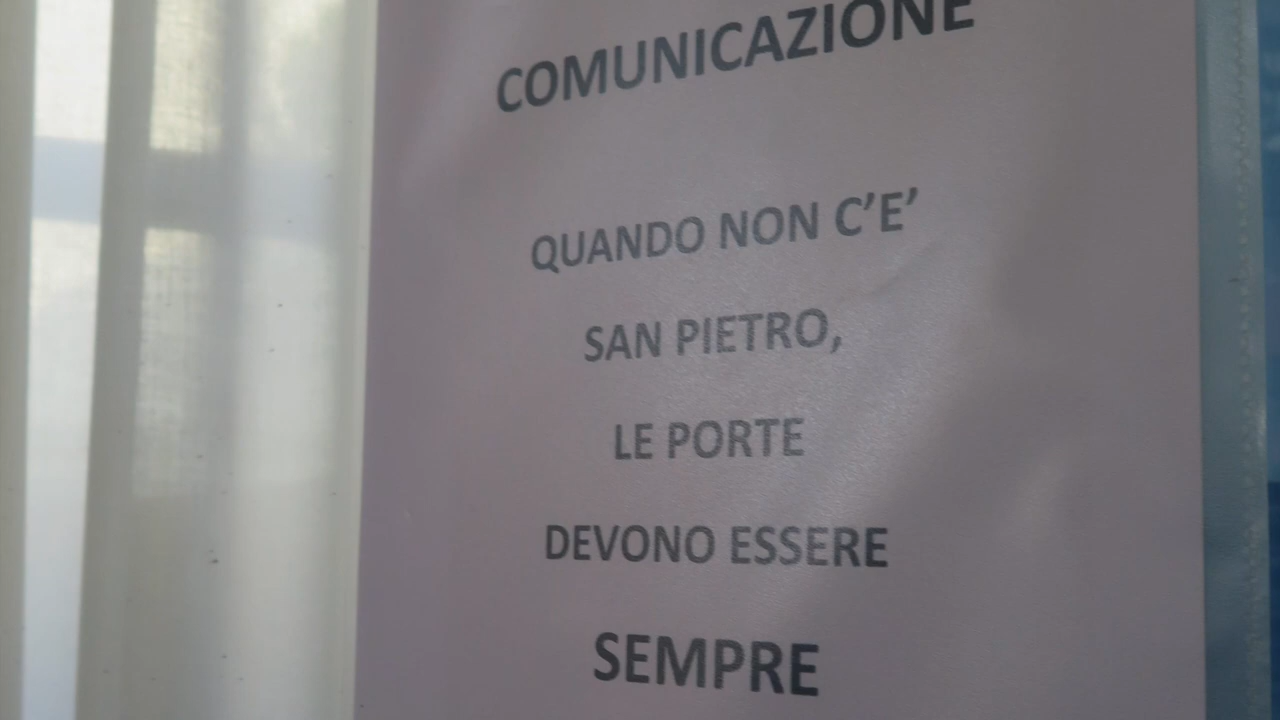 COMUNICAZIONE
QUANDO NON C'E'
SAN PIETRO,
LE PORTE
DEVONO ESSERE
SEMPRE